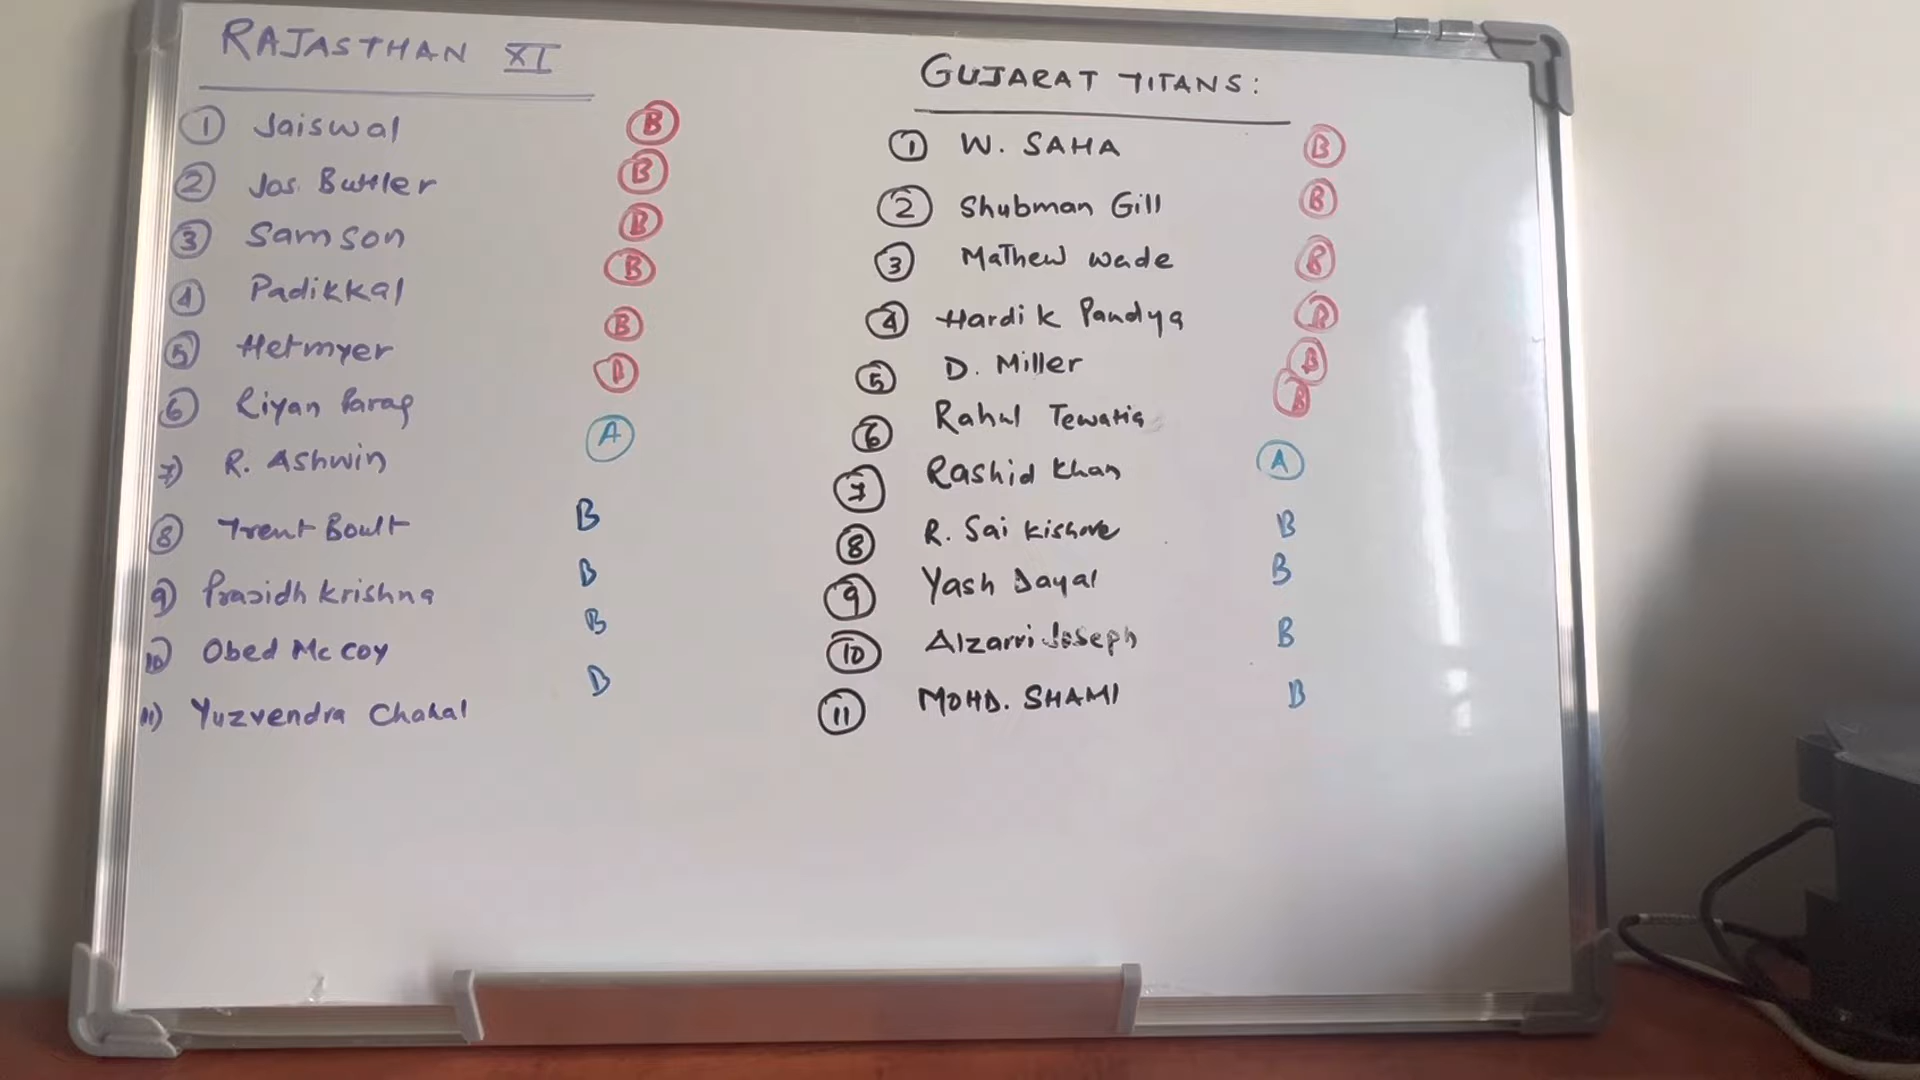 RAJASTHAN XI
1 Jaiswal B
2 Jos Buttler B
3 Samson B
4 Padikkal B
5 Hetmyer B
6 Riyan Parag B
7) R. Ashwin A
8 Trent Boult B
9) Prasidh Krishna B
10) Obed Mc Coy B
11) Yuzvendra Chahal B
GUJARAT TITANS:
1 W. SAHA B
2 Shubman Gill B
3 Mathew wade B
4 Hardik Pandya B
5 D. Miller B
6 Rahul Tewatia B
7 Rashid Khan A
8 R. Sai Kishore B
9 Yash Dayal B
10 Alzarri Joseph B
11 MOHD. SHAMI B